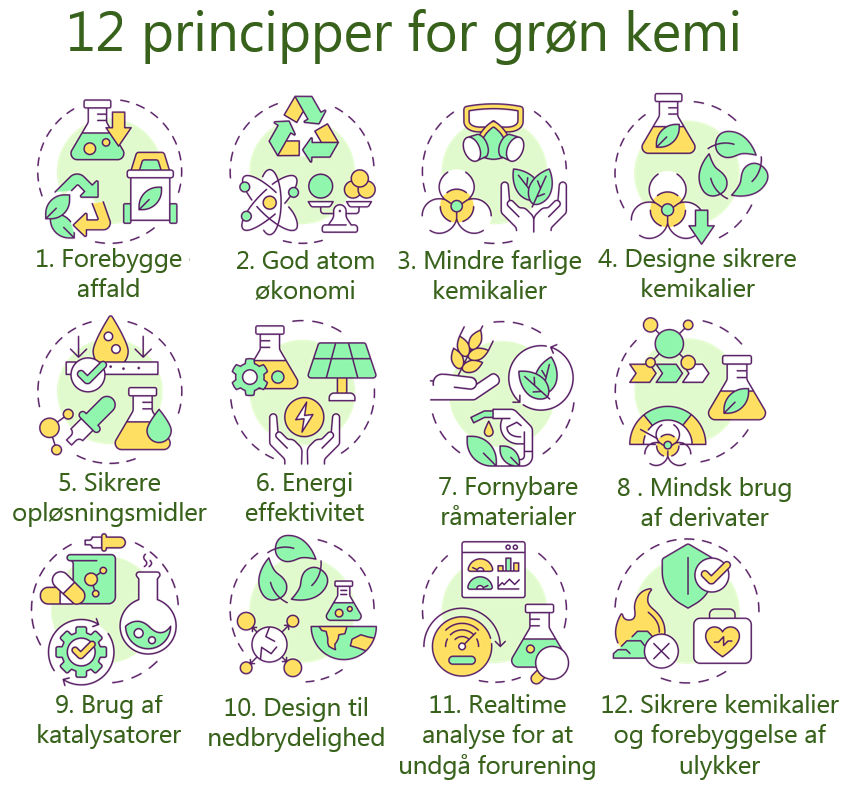 12 principper for grøn kemi
1. Forebygge
affald
2. God atom
økonomi
3. Mindre farlige
kemikalier
4. Designe sikrere
kemikalier
5. Sikrere
opløsningsmidler
6. Energi
effektivitet
7. Fornybare
råmaterialer
8 . Mindsk brug
af derivater
9. Brug af
katalysatorer
10. Design til
nedbrydelighed
11. Realtime
analyse for at
undgå forurening
12. Sikrere kemikalier
og forebyggelse af
ulykker